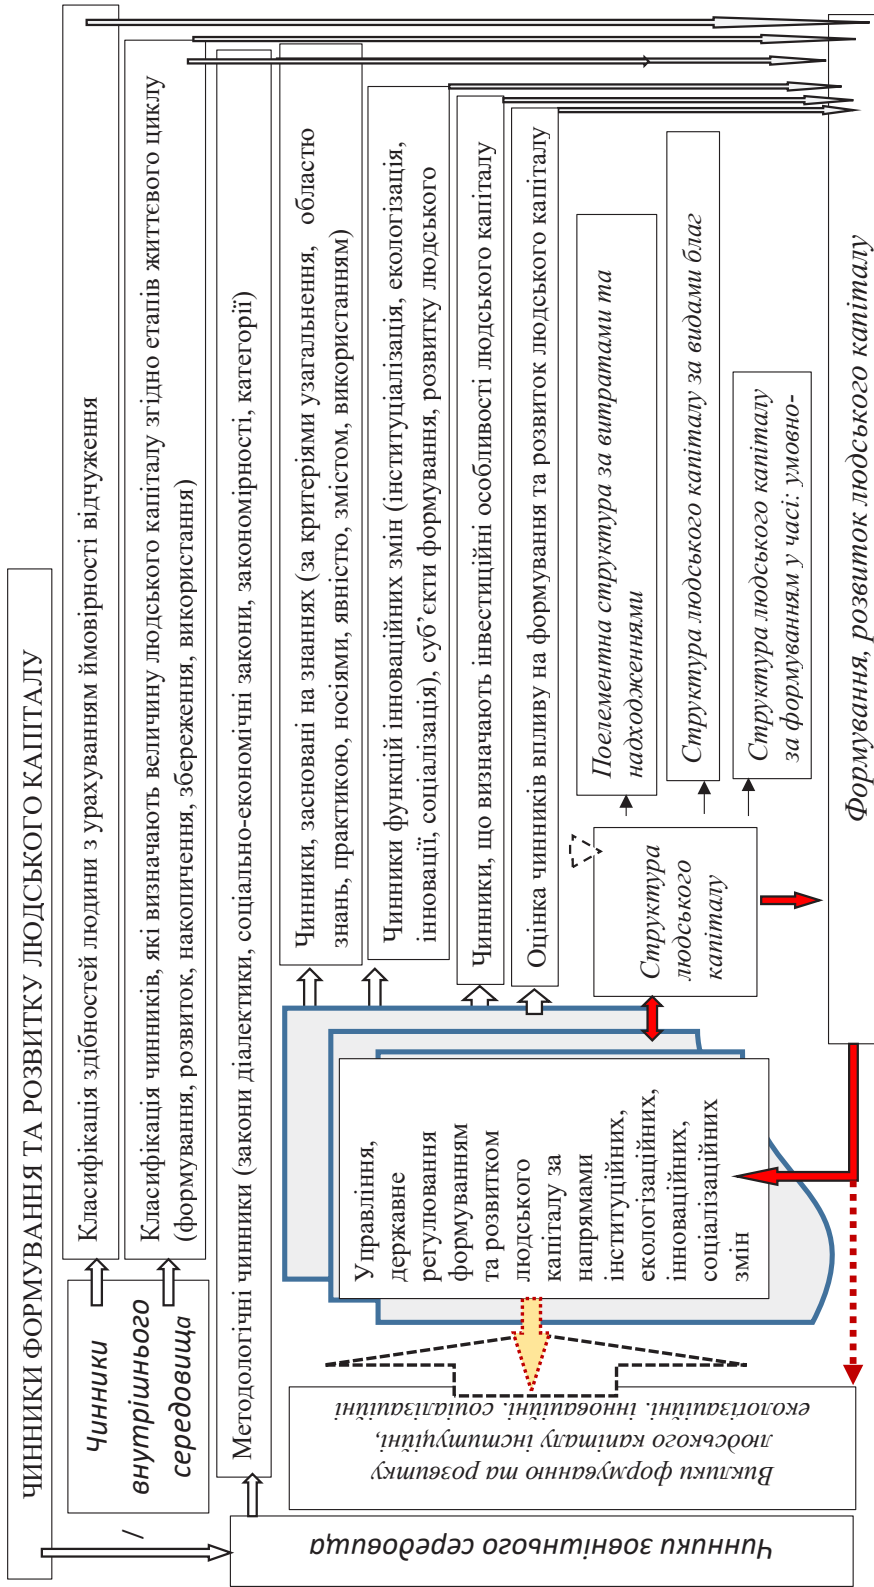 ЧИННИКИ ФОРМУВАННЯ ТА РОЗВИТКУ ЛЮДСЬКОГО КАПІТАЛУ
Чинники
внутрішнього
середовища
/
Класифікація здібностей людини з урахуванням ймовірності відчуження
Класифікація чинників, які визначають величину людського капіталу згідно етапів життєвого циклу
(формування, розвиток, накопичення, збереження, використання)
Чинники зовнішнього середовища
Методологічні чинники (закони діалектики, соціально-економічні закони, закономірності, категорії)
Чинники, засновані на знаннях (за критеріями узагальнення, областю
знань, практикою, носіями, явністю, змістом, використанням)
Чинники функцій інноваційних змін (інституціалізація, екологізація,
інновації, соціалізація), суб’єкти формування, розвитку людського
Чинники, що визначають інвестиційні особливості людського капіталу
Оцінка чинників впливу на формування та розвиток людського капіталу
Виклики формуванню та розвитку
людського капіталу інституційні,
екологізаційні, інноваційні, соціалізаційні
Управління,
державне
регулювання
формуванням
та розвитком
людського
капіталу за
напрямами
інституційних,
екологізаційних,
інноваційних,
соціалізаційних
змін
Структура
людського
капіталу
Поелементна структура за витратами та
надходженнями
Структура людського капіталу за видами благ
Структура людського капіталу
за формуванням у часі: умовно-
Формування, розвиток людського капіталу